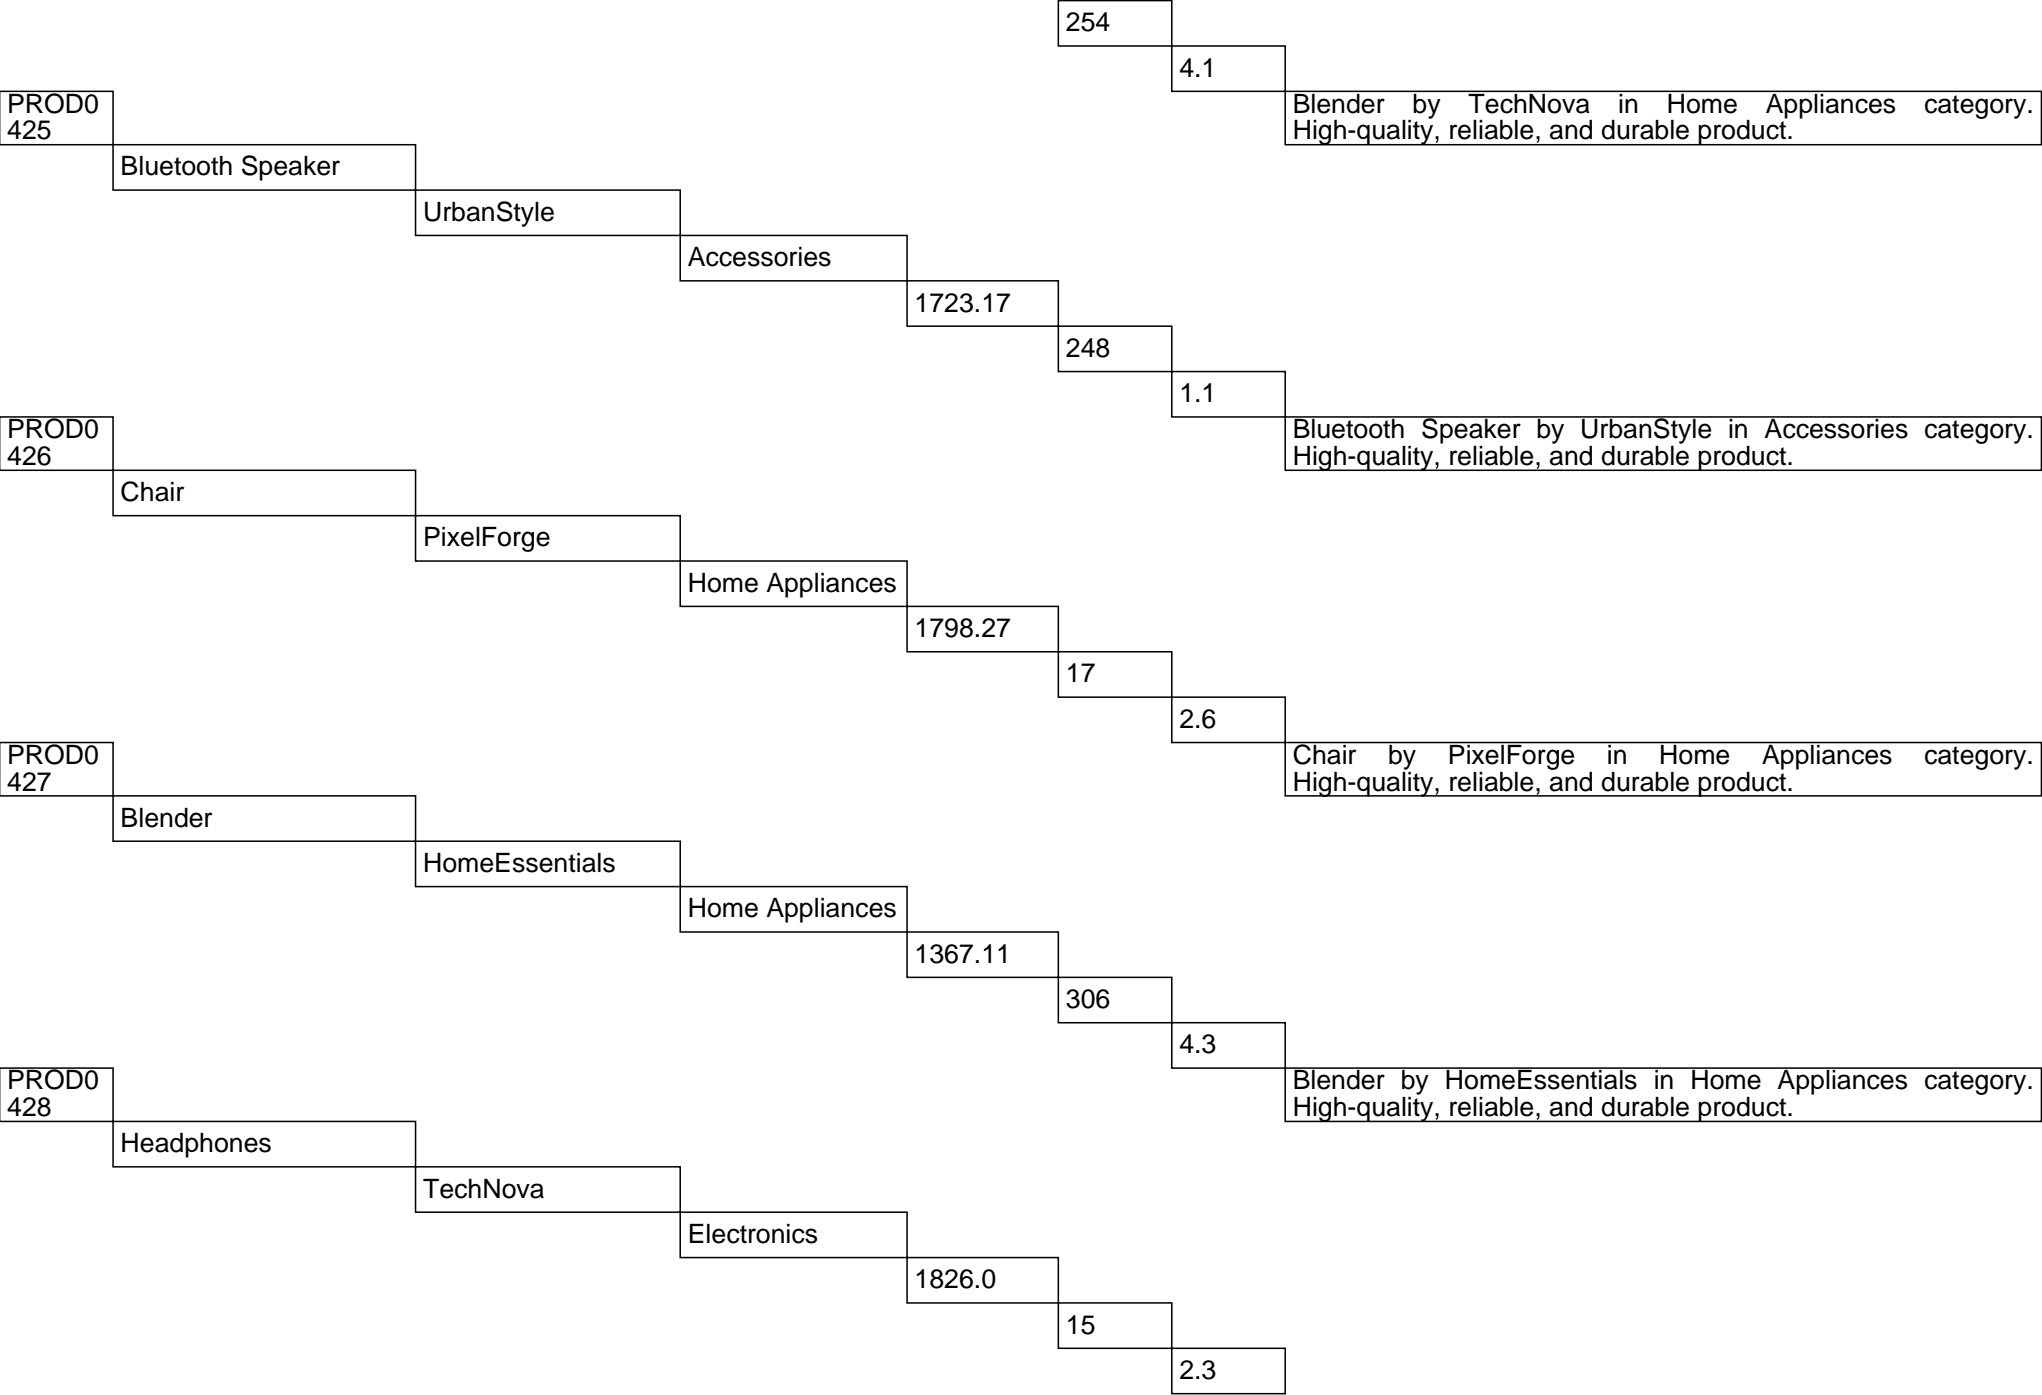 254
4.1
Blender by TechNova in Home Appliances category.
High-quality, reliable, and durable product.
PROD0
425
Bluetooth Speaker
UrbanStyle
Accessories
1723.17
248
1.1
Bluetooth Speaker by UrbanStyle in Accessories category.
High-quality, reliable, and durable product.
PROD0
426
Chair
PixelForge
Home Appliances
1798.27
17
2.6
Chair by PixelForge in Home Appliances category.
High-quality, reliable, and durable product.
PROD0
427
Blender
HomeEssentials
Home Appliances
1367.11
306
4.3
Blender by HomeEssentials in Home Appliances category.
High-quality, reliable, and durable product.
PROD0
428
Headphones
TechNova
Electronics
1826.0
15
2.3